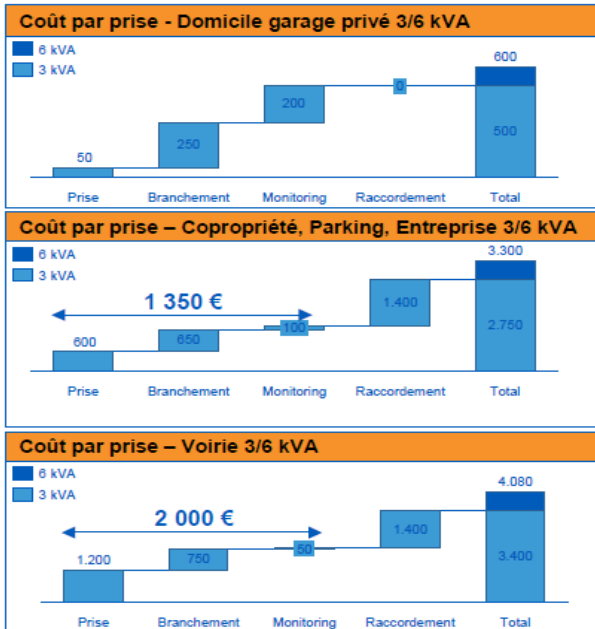 Coût par prise - Domicile garage privé 3/6 kVA
6 kVA
3 kVA
600
50
250
200
0
500
Prise Branchement Monitoring Raccordement Total
Coût par prise – Copropriété, Parking, Entreprise 3/6 kVA
6 kVA
3 kVA
3.300
1 350 €
600
650
100
1.400
2.750
Prise Branchement Monitoring Raccordement Total
Coût par prise – Voirie 3/6 kVA
6 kVA
3 kVA
4.080
2 000 €
1.200
750
50
1.400
3.400
Prise Branchement Monitoring Raccordement Total